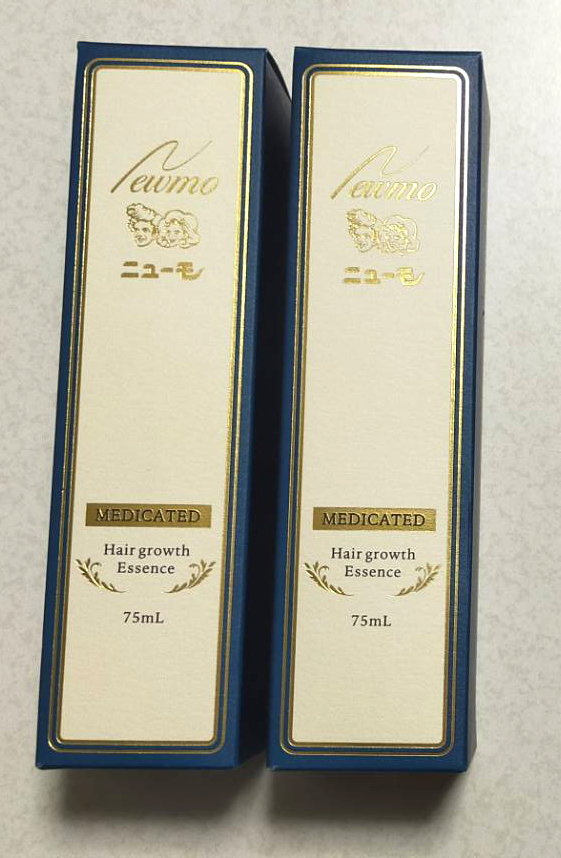 Newmo
ニューモ
MEDICATED
Hair growth
Essence
75mL
Newmo
ニューモ
MEDICATED
Hair growth
Essence
75mL